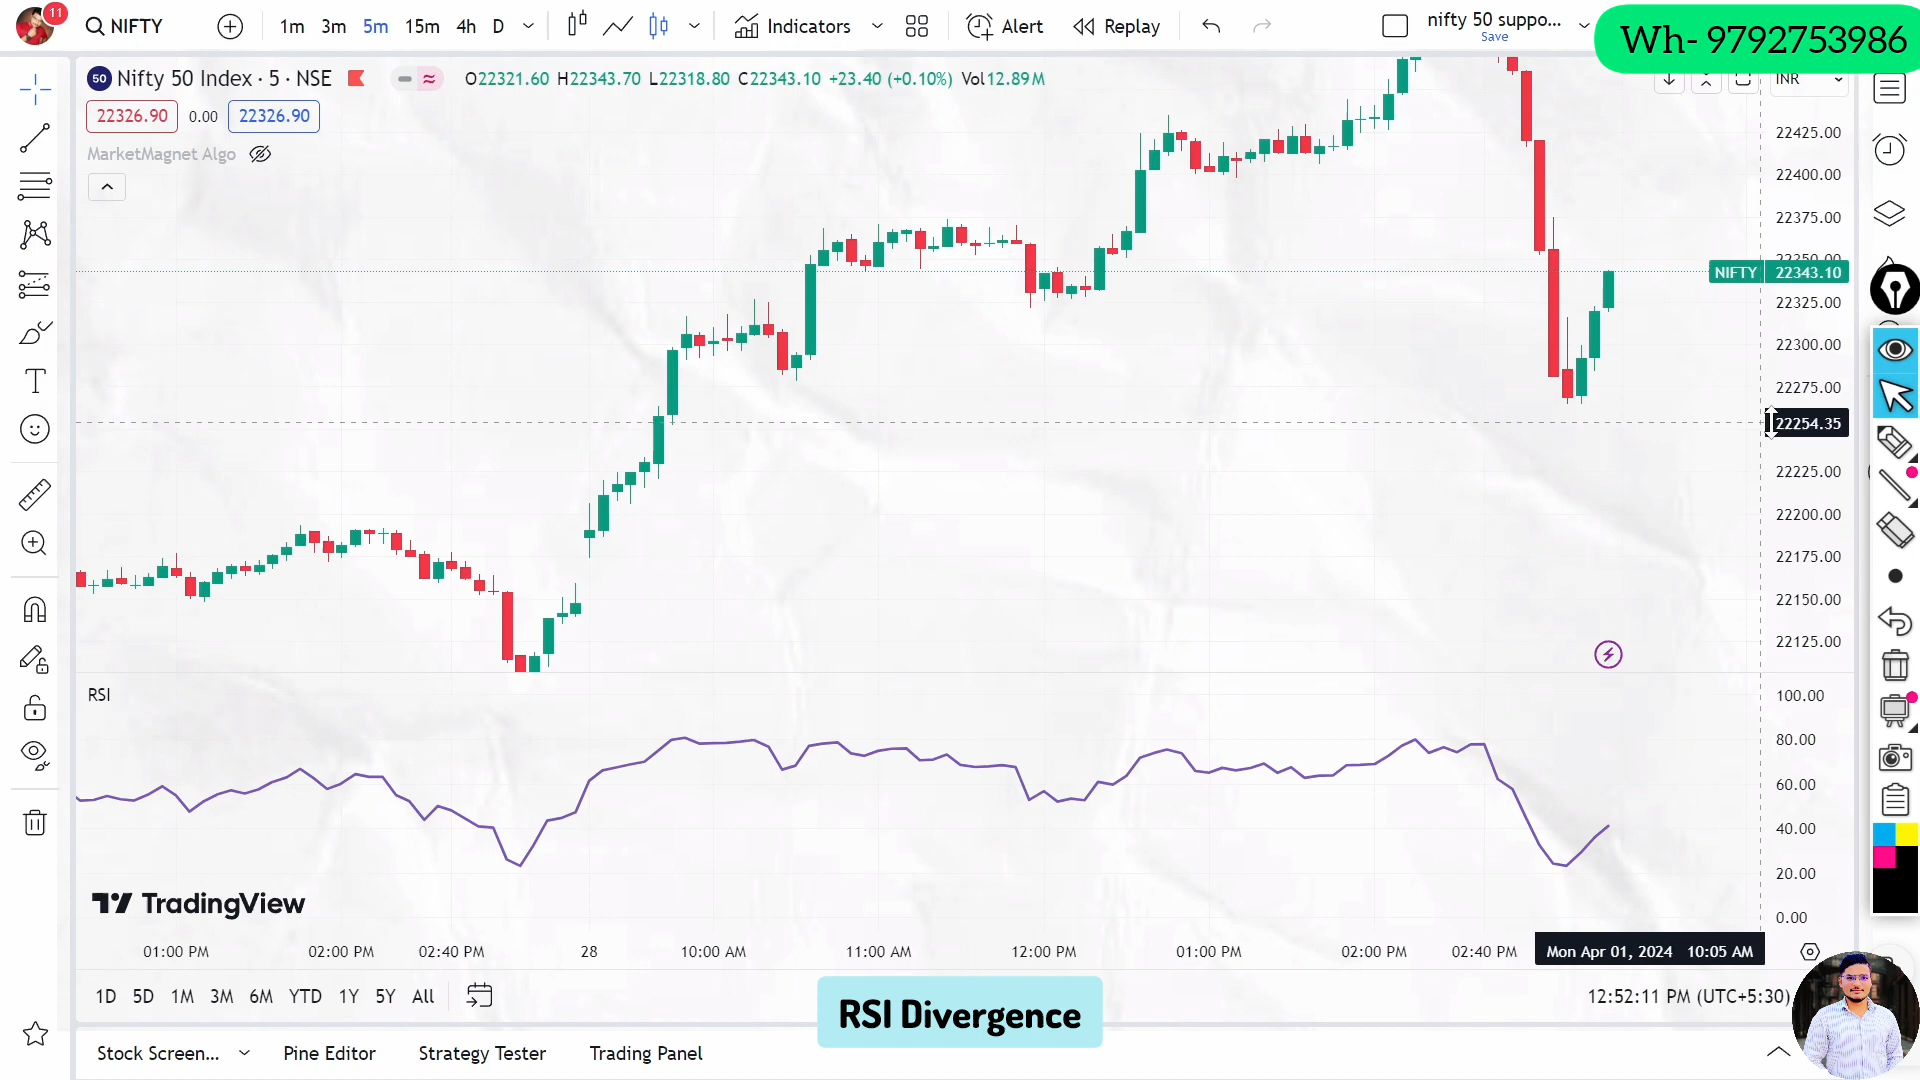 11
NIFTY
1m 3m 5m 15m 4h D
Indicators
Alert
Replay
nifty 50 suppo...
Save
Wh- 9792753986
50 Nifty 50 Index · 5 · NSE
O22321.60 H22343.70 L22318.80 C22343.10 +23.40 (+0.10%) Vol12.89M
INR
22326.90 0.00 22326.90
MarketMagnet Algo
22425.00
22400.00
22375.00
22350.00
NIFTY 22343.10
22325.00
22300.00
22275.00
22254.35
22225.00
22200.00
22175.00
22150.00
22125.00
RSI
100.00
80.00
60.00
40.00
20.00
0.00
TradingView
01:00 PM 02:00 PM 02:40 PM 28 10:00 AM 11:00 AM 12:00 PM 01:00 PM 02:00 PM 02:40 PM Mon Apr 01, 2024 10:05 AM
1D 5D 1M 3M 6M YTD 1Y 5Y All
12:52:11 PM (UTC+5:30)
RSI Divergence
Stock Screen... Pine Editor Strategy Tester Trading Panel